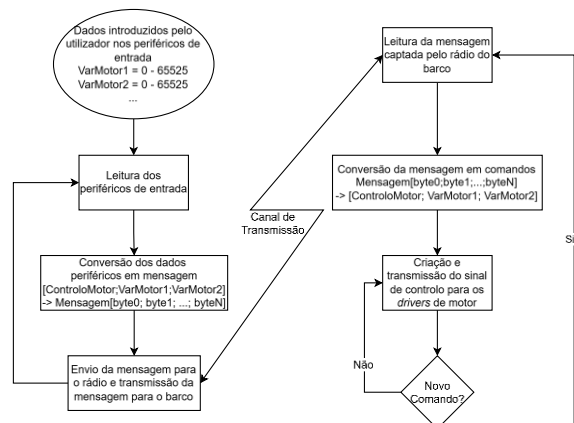 Dados introduzidos pelo
utilizador nos periféricos de
entrada
VarMotor1 = 0 - 65525
VarMotor2 = 0 - 65525
...
Leitura dos
periféricos de entrada
Conversão dos dados
periféricos em mensagem
[ControloMotor;VarMotor1;VarMotor2]
-> Mensagem[byte0; byte1; ...; byteN]
Envio da mensagem para
o rádio e transmissão da
mensagem para o barco
Canal de
Transmissão
Leitura da mensagem
captada pelo rádio do
barco
Conversão da mensagem em comandos
Mensagem[byte0;byte1;...;byteN]
-> [ControloMotor; VarMotor1; VarMotor2]
Criação e
transmissão do sinal
de controlo para os
drivers de motor
Não
Novo
Comando?
Si